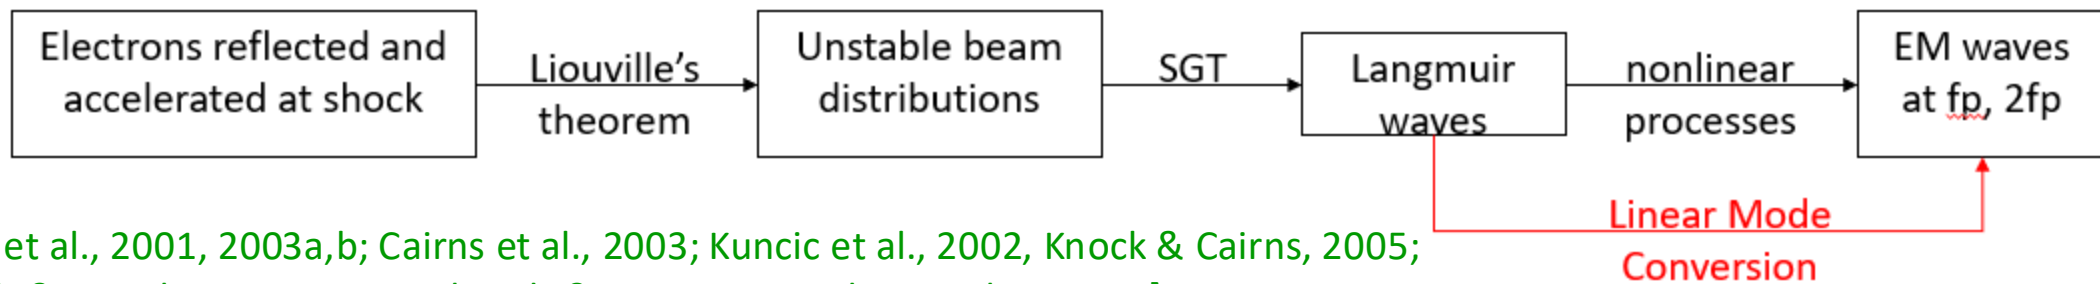 Electrons reflected and
accelerated at shock
Liouville's
theorem
Unstable beam
distributions
SGT
Langmuir
waves
nonlinear
processes
EM waves
at fp, 2fp
Linear Mode
Conversion
et al., 2001, 2003a,b; Cairns et al., 2003; Kuncic et al., 2002, Knock & Cairns, 2005;